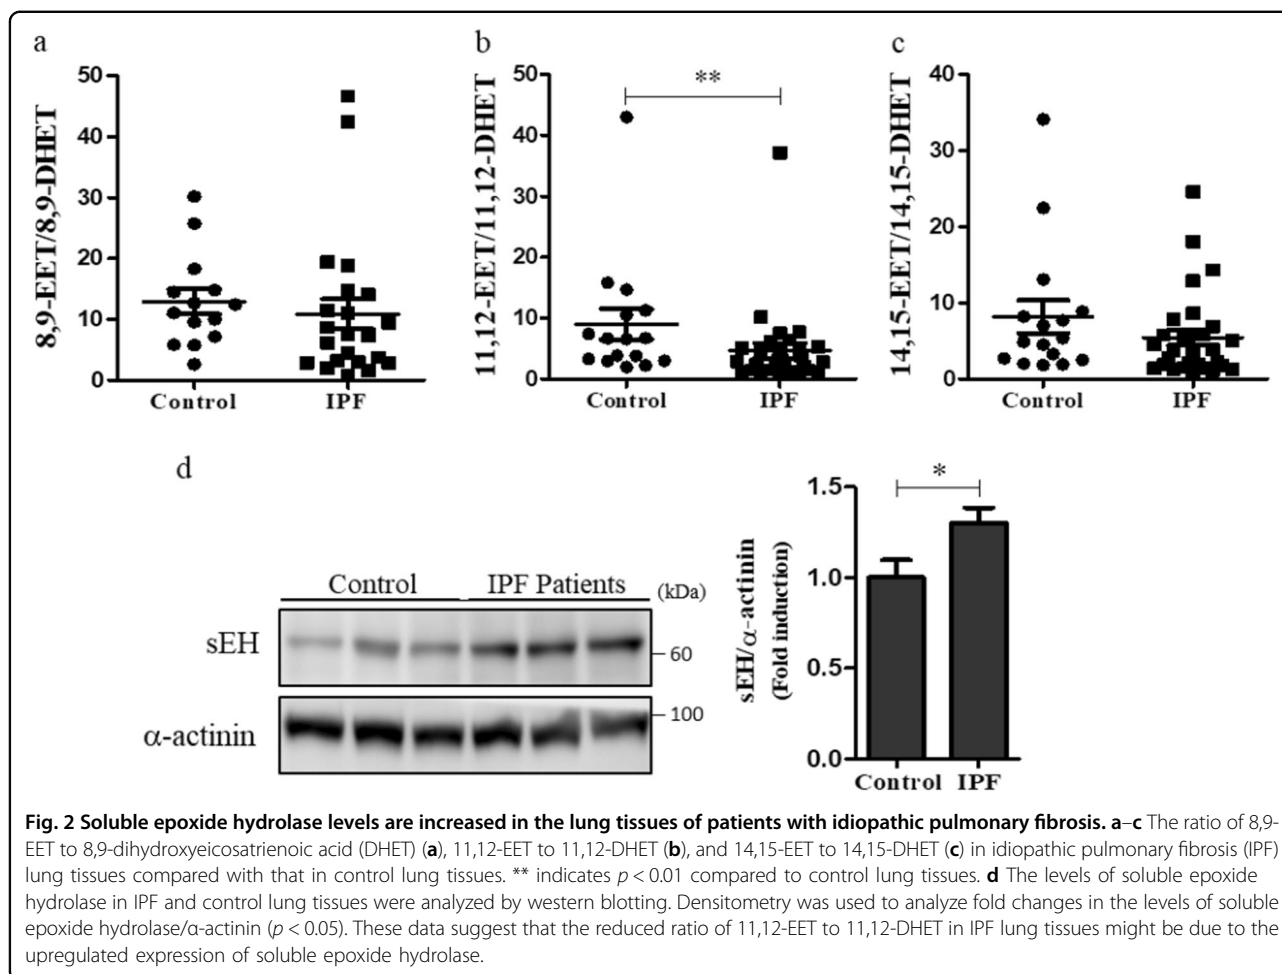 a
8,9-EET/8,9-DHET
50
40
30
20
10
0
Control IPF
b
11,12-EET/11,12-DHET
50
40
30
20
10
0
**
Control IPF
c
14,15-EET/14,15-DHET
40
30
20
10
0
Control IPF
d
Control IPF Patients (kDa)
sEH
60
α-actinin
100
sEH/α-actinin
(Fold induction)
1.5
1.0
0.5
0.0
*
Control IPF
Fig. 2 Soluble epoxide hydrolase levels are increased in the lung tissues of patients with idiopathic pulmonary fibrosis. a–c The ratio of 8,9-
EET to 8,9-dihydroxyeicosatrienoic acid (DHET) (a), 11,12-EET to 11,12-DHET (b), and 14,15-EET to 14,15-DHET (c) in idiopathic pulmonary fibrosis (IPF)
lung tissues compared with that in control lung tissues. ** indicates p < 0.01 compared to control lung tissues. d The levels of soluble epoxide
hydrolase in IPF and control lung tissues were analyzed by western blotting. Densitometry was used to analyze fold changes in the levels of soluble
epoxide hydrolase/α-actinin (p < 0.05). These data suggest that the reduced ratio of 11,12-EET to 11,12-DHET in IPF lung tissues might be due to the
upregulated expression of soluble epoxide hydrolase.